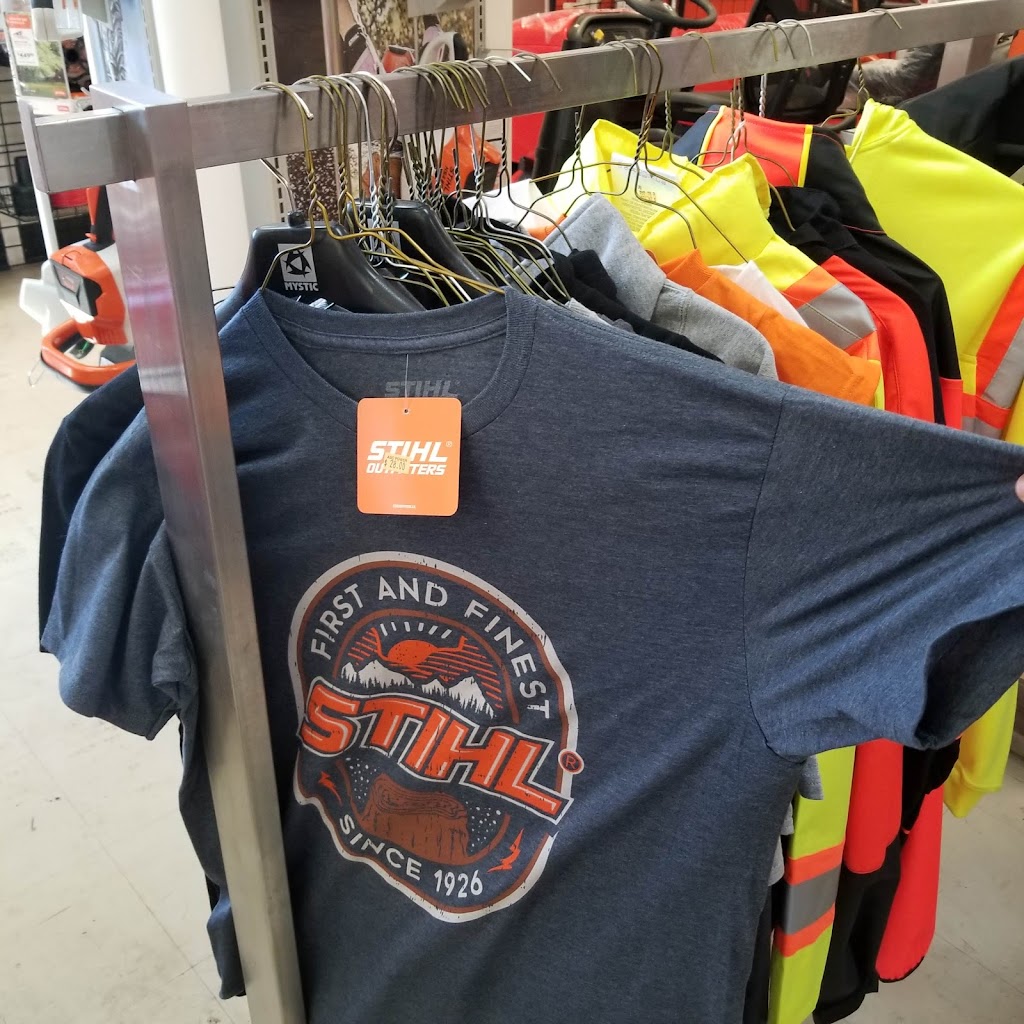 MYSTIC
STIHL
STIHL®
OUTFITTERS
FIRST AND FINEST
STIHL®
SINCE 1926